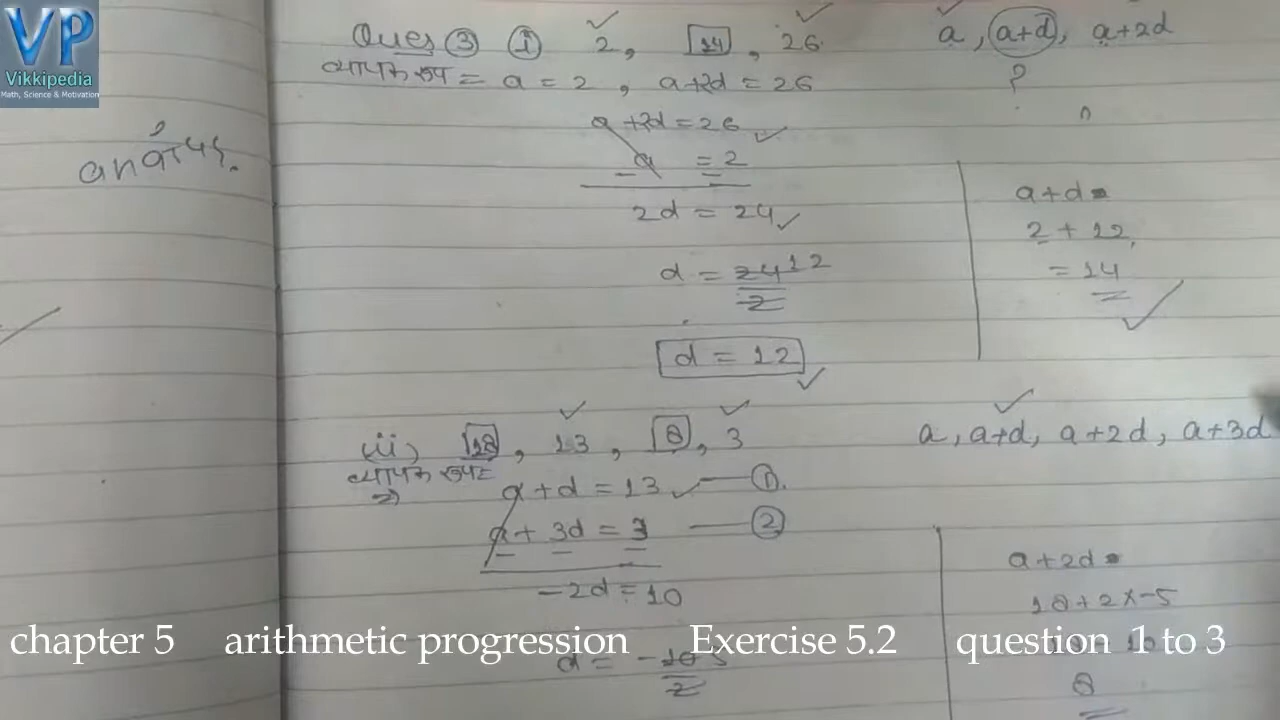 VP
Vikkipedia
Math, Science & Motivation
Ques ③ ① 2, 14, 26. a, a+d, a+2d
व्यापक रूप = a = 2, a+2d = 26 ?
a +2d = 26 n
a = 2
2d = 24
d = 24 12
2
d = 12
a+d =
2 + 12
= 14
(ii) 18, 13, 8, 3 a, a+d, a+2d, a+3d
व्यापक रूप
⇒ a + d = 13 — ①.
a + 3d = 3 — ②
-2d = 10
d = -10 5
2
a+2d =
18+2x-5
8
chapter 5 arithmetic progression Exercise 5.2 question 1 to 3